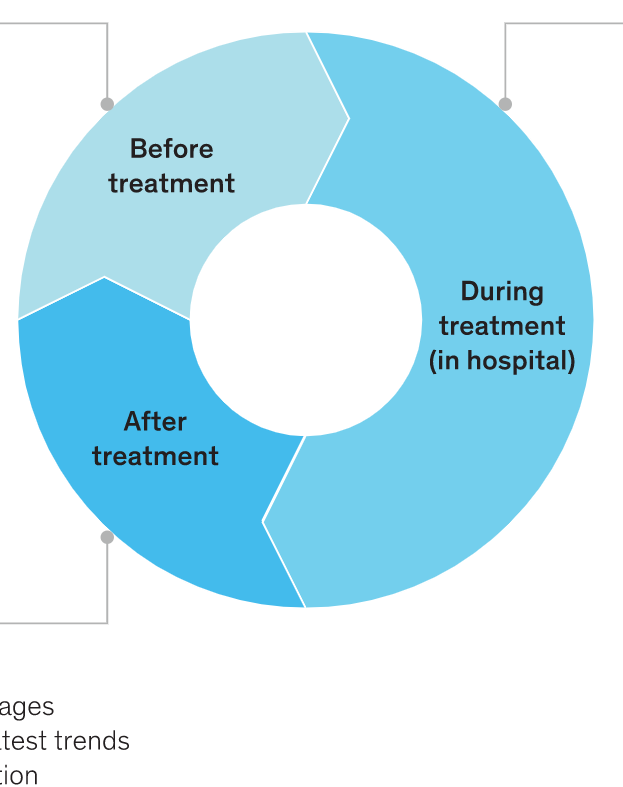 Before
treatment
During
treatment
(in hospital)
After
treatment
ages
test trends
tion